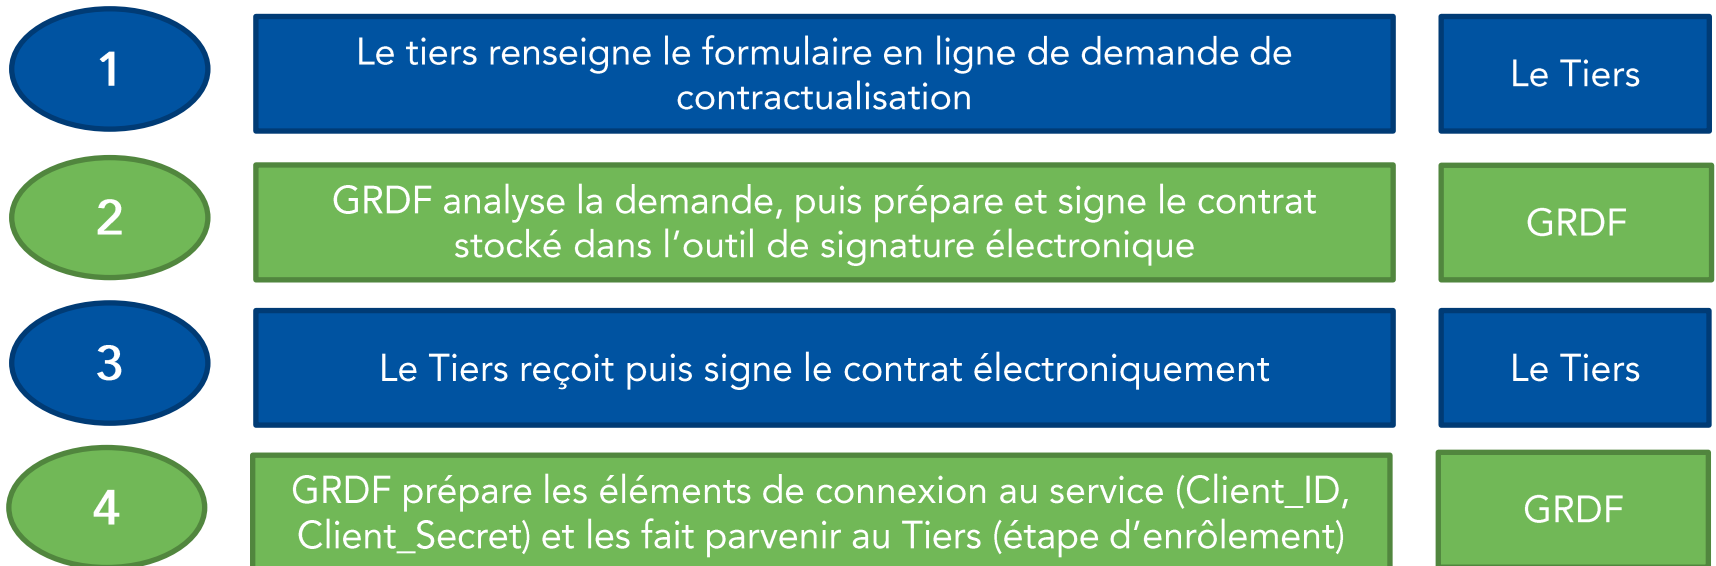 1
Le tiers renseigne le formulaire en ligne de demande de
contractualisation
Le Tiers
2
GRDF analyse la demande, puis prépare et signe le contrat
stocké dans l’outil de signature électronique
GRDF
3
Le Tiers reçoit puis signe le contrat électroniquement
Le Tiers
4
GRDF prépare les éléments de connexion au service (Client_ID,
Client_Secret) et les fait parvenir au Tiers (étape d’enrôlement)
GRDF